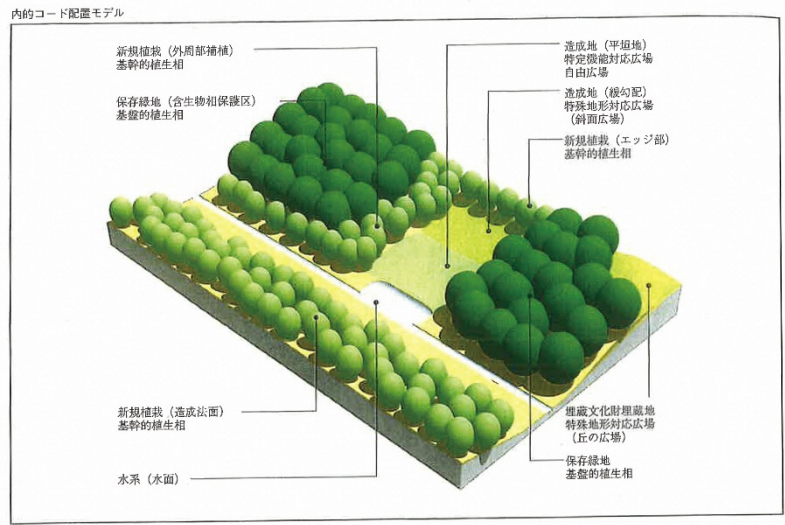 内的コード配置モデル
新規植栽（外周部補植）
基幹的植生相
保存緑地（含生物相保護区）
基盤的植生相
新規植栽（造成法面）
基幹的植生相
水系（水面）
造成地（平垣地）
特定機能対応広場
自由広場
造成地（緩勾配）
特殊地形対応広場
（斜面広場）
新規植栽（エッジ部）
基幹的植生相
埋蔵文化財埋蔵地
特殊地形対応広場
（丘の広場）
保存緑地
基盤的植生相